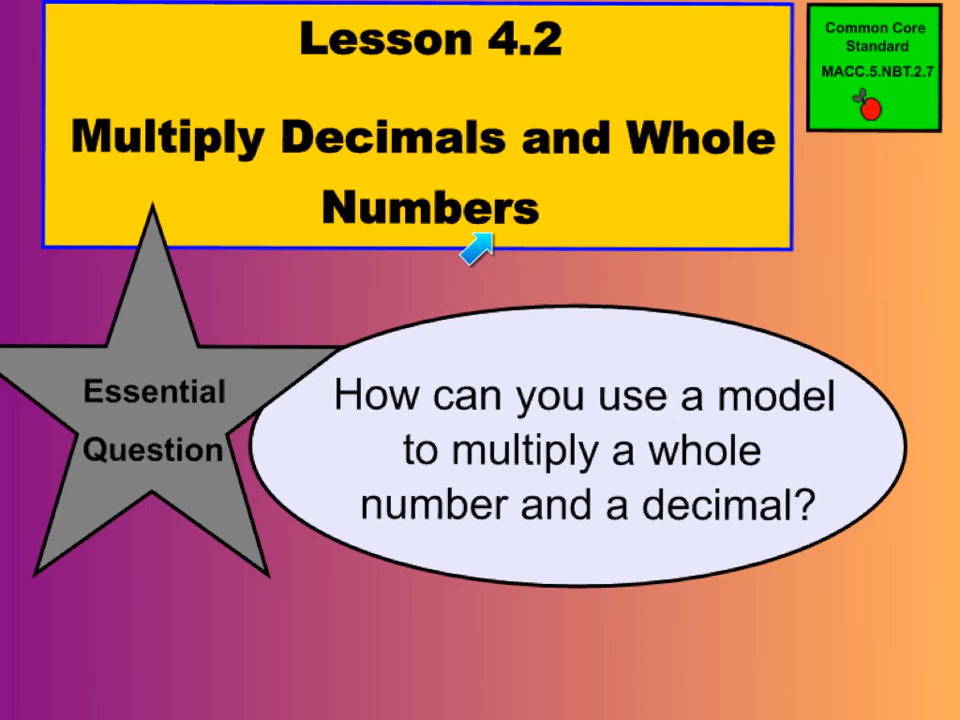 Lesson 4.2
Multiply Decimals and Whole
Numbers
Common Core
Standard
MACC.5.NBT.2.7
Essential
Question
How can you use a model
to multiply a whole
number and a decimal?